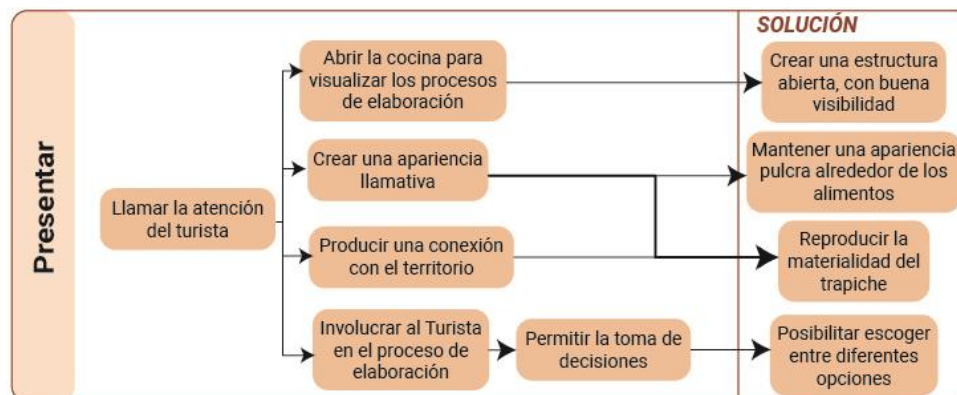 SOLUCIÓN
Presentar
Llamar la atención
del turista
Abrir la cocina para
visualizar los procesos
de elaboración
Crear una estructura
abierta, con buena
visibilidad
Crear una apariencia
llamativa
Mantener una apariencia
pulcra alrededor de los
alimentos
Producir una conexión
con el territorio
Reproducir la
materialidad del
trapiche
Involucrar al Turista
en el proceso de
elaboración
Permitir la toma de
decisiones
Posibilitar escoger
entre diferentes
opciones